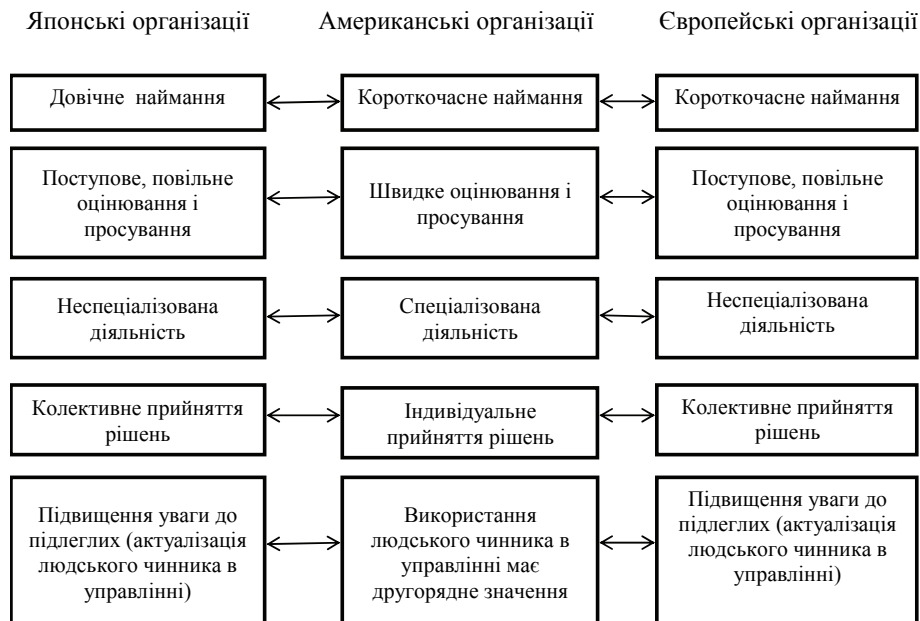 Японські організації
Американські організації
Європейські організації
Довічне наймання
Короткочасне наймання
Короткочасне наймання
Поступове, повільне
оцінювання і
просування
Швидке оцінювання і
просування
Поступове, повільне
оцінювання і
просування
Неспеціалізована
діяльність
Спеціалізована
діяльність
Неспеціалізована
діяльність
Колективне прийняття
рішень
Індивідуальне
прийняття рішень
Колективне прийняття
рішень
Підвищення уваги до
підлеглих (актуалізація
людського чинника в
управлінні)
Використання
людського чинника в
управлінні має
другорядне значення
Підвищення уваги до
підлеглих (актуалізація
людського чинника в
управлінні)